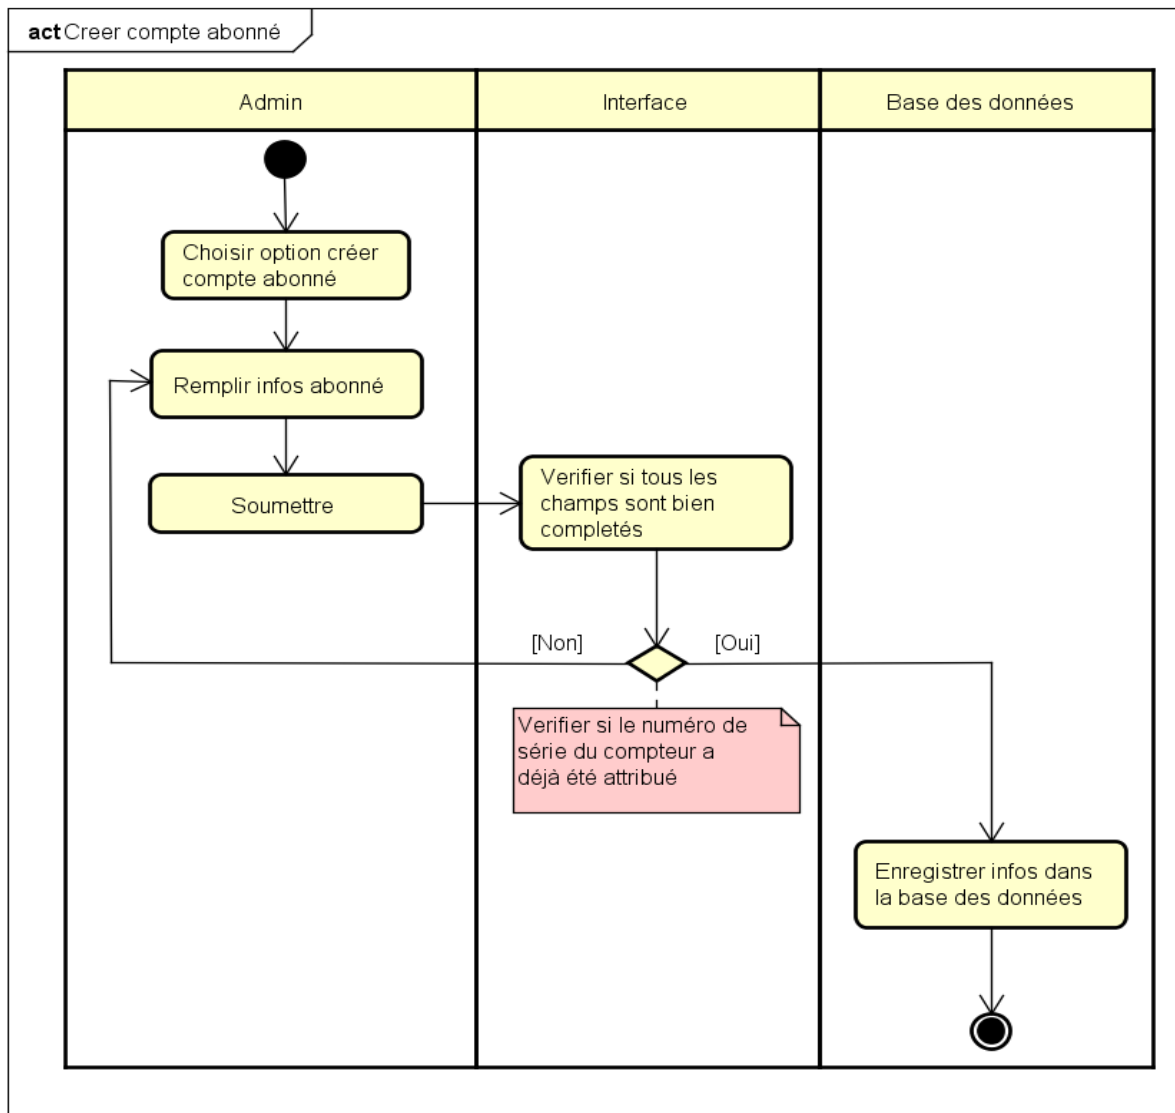 act Creer compte abonné
Admin
Interface
Base des données
Choisir option créer
compte abonné
Remplir infos abonné
Soumettre
Verifier si tous les
champs sont bien
completés
[Non]
[Oui]
Verifier si le numéro de
série du compteur a
déjà été attribué
Enregistrer infos dans
la base des données